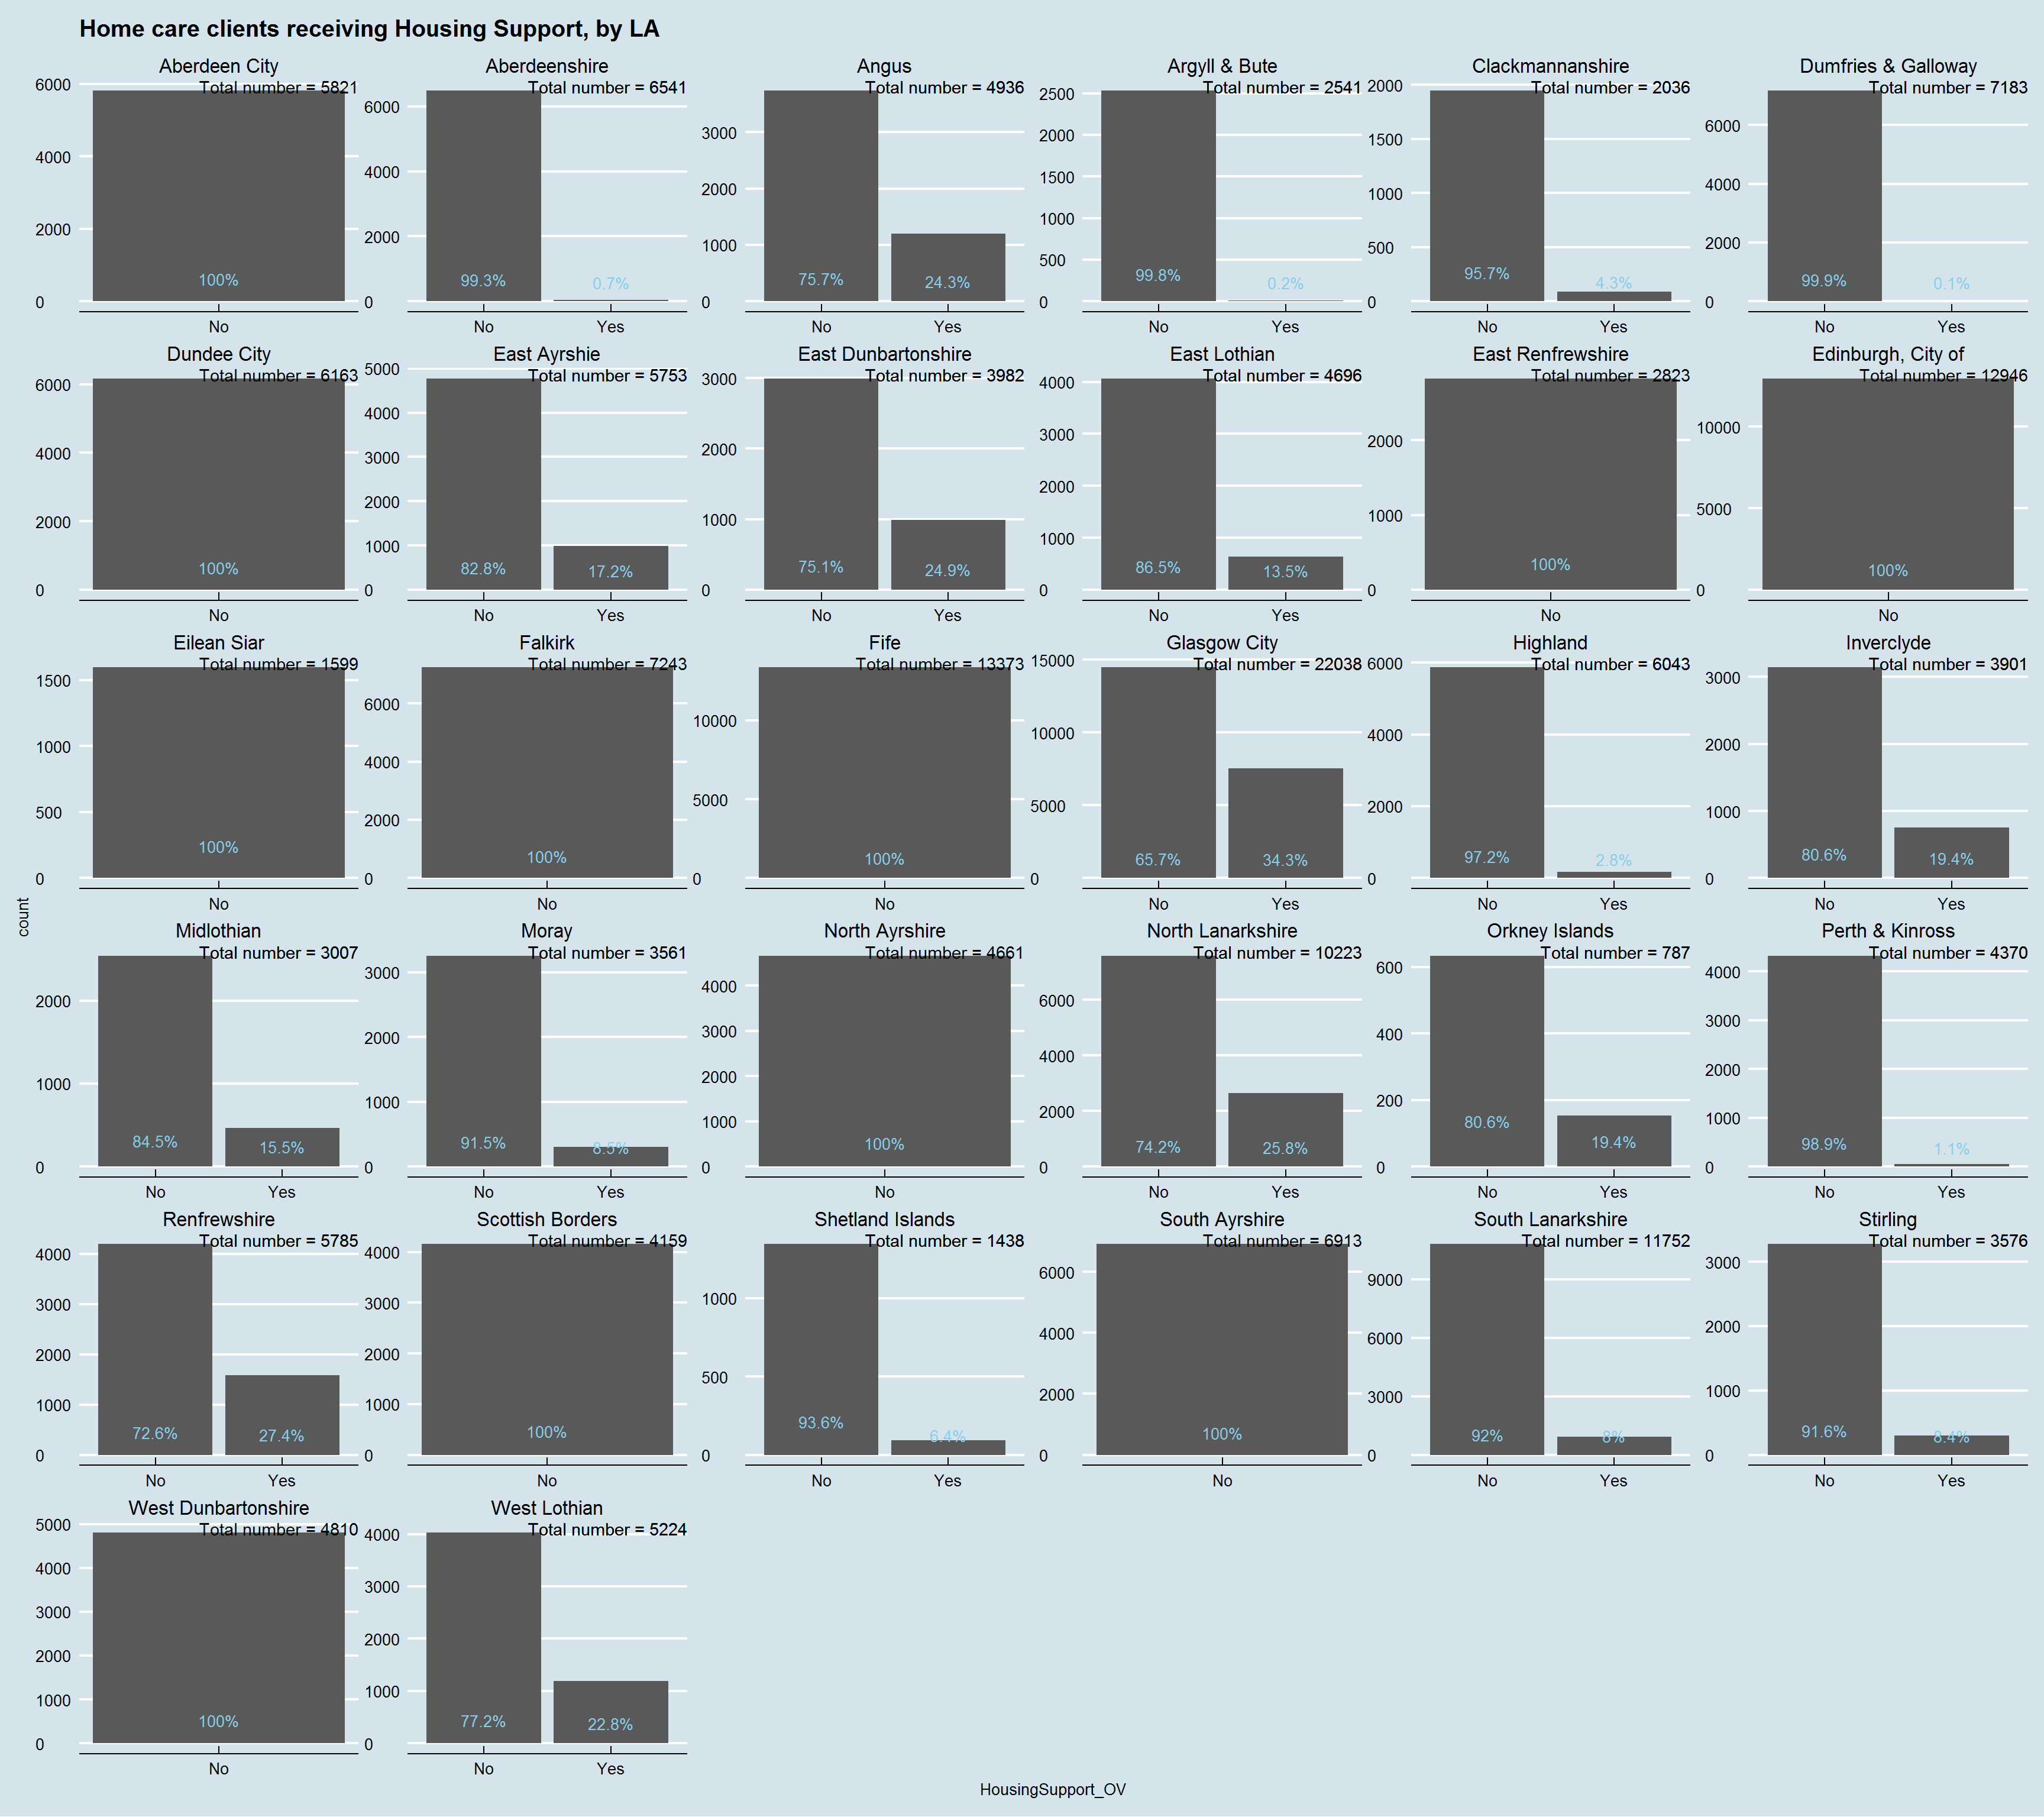 Home care clients receiving Housing Support, by LA
Aberdeen City
Total number = 5821
6000
4000
2000
0
100%
No
Aberdeenshire
Total number = 6541
6000
4000
2000
0
99.3%
0.7%
No
Yes
Angus
Total number = 4936
3000
2000
1000
0
75.7%
24.3%
No
Yes
Argyll & Bute
Total number = 2541
2500
2000
1500
1000
500
0
99.8%
0.2%
No
Yes
Clackmannanshire
Total number = 2036
2000
1500
1000
500
0
95.7%
4.3%
No
Yes
Dumfries & Galloway
Total number = 7183
6000
4000
2000
0
99.9%
0.1%
No
Yes
Dundee City
Total number = 6163
6000
4000
2000
0
100%
No
East Ayrshie
Total number = 5753
5000
4000
3000
2000
1000
0
82.8%
17.2%
No
Yes
East Dunbartonshire
Total number = 3982
3000
2000
1000
0
75.1%
24.9%
No
Yes
East Lothian
Total number = 4696
4000
3000
2000
1000
0
86.5%
13.5%
No
Yes
East Renfrewshire
Total number = 2823
2000
1000
0
100%
No
Edinburgh, City of
Total number = 12946
10000
5000
0
100%
No
Eilean Siar
Total number = 1599
1500
1000
500
0
100%
No
Falkirk
Total number = 7243
6000
4000
2000
0
100%
No
Fife
Total number = 13373
10000
5000
0
100%
No
Glasgow City
Total number = 22038
15000
10000
5000
0
65.7%
34.3%
No
Yes
Highland
Total number = 6043
6000
4000
2000
0
97.2%
2.8%
No
Yes
Inverclyde
Total number = 3901
3000
2000
1000
0
80.6%
19.4%
No
Yes
count
Midlothian
Total number = 3007
2000
1000
0
84.5%
15.5%
No
Yes
Moray
Total number = 3561
3000
2000
1000
0
91.5%
8.5%
No
Yes
North Ayrshire
Total number = 4661
4000
3000
2000
1000
0
100%
No
North Lanarkshire
Total number = 10223
6000
4000
2000
0
74.2%
25.8%
No
Yes
Orkney Islands
Total number = 787
600
400
200
0
80.6%
19.4%
No
Yes
Perth & Kinross
Total number = 4370
4000
3000
2000
1000
0
98.9%
1.1%
No
Yes
Renfrewshire
Total number = 5785
4000
3000
2000
1000
0
72.6%
27.4%
No
Yes
Scottish Borders
Total number = 4159
4000
3000
2000
1000
0
100%
No
Shetland Islands
Total number = 1438
1000
500
0
93.6%
6.4%
No
Yes
South Ayrshire
Total number = 6913
6000
4000
2000
0
100%
No
South Lanarkshire
Total number = 11752
9000
6000
3000
0
92%
8%
No
Yes
Stirling
Total number = 3576
3000
2000
1000
0
91.6%
8.4%
No
Yes
West Dunbartonshire
Total number = 4810
5000
4000
3000
2000
1000
0
100%
No
West Lothian
Total number = 5224
4000
3000
2000
1000
0
77.2%
22.8%
No
Yes
HousingSupport_OV